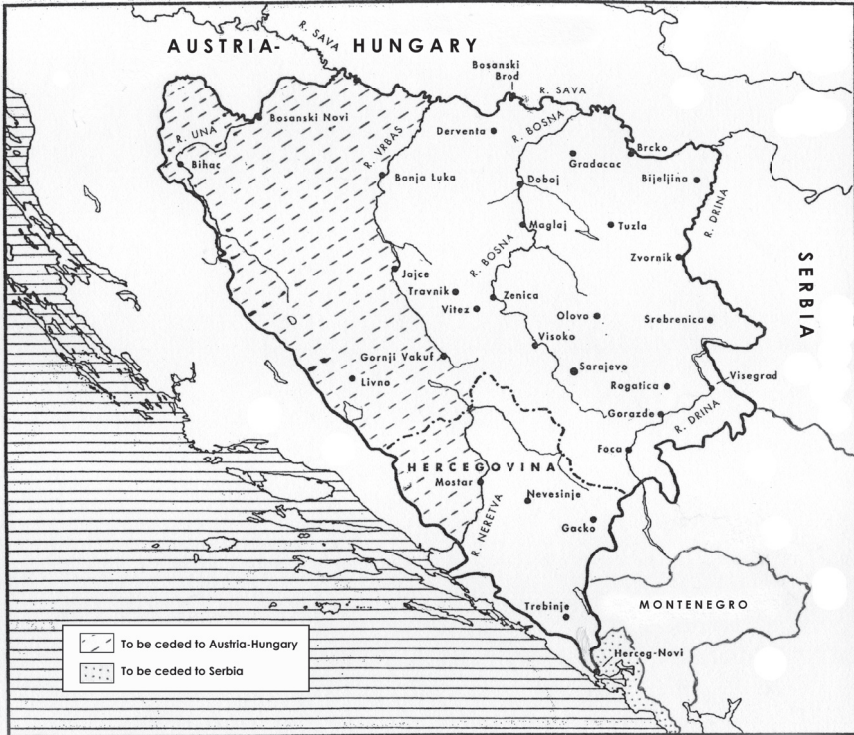 R. SAVA
AUSTRIA- HUNGARY
Bosanski
Brod
R. SAVA
R. UNA
Bosanski Novi
Bihac
R. VRBAS
Derventa
R. BOSNA
Gradacac
Brcko
Banja Luka
Doboj
Bijeljina
R. DRINA
Maglaj
Tuzla
R. BOSNA
Zvornik
SERBIA
Jajce
Travnik
Zenica
Vitez
Olovo
Srebrenica
Visoko
Gornji Vakuf
Sarajevo
Livno
Rogatica
Visegrad
Gorazde
R. DRINA
Foca
HERCEGOVINA
Mostar
Nevesinje
R. NERETVA
Gacko
Trebinje
MONTENEGRO
Herceg-Novi
To be ceded to Austria-Hungary
To be ceded to Serbia